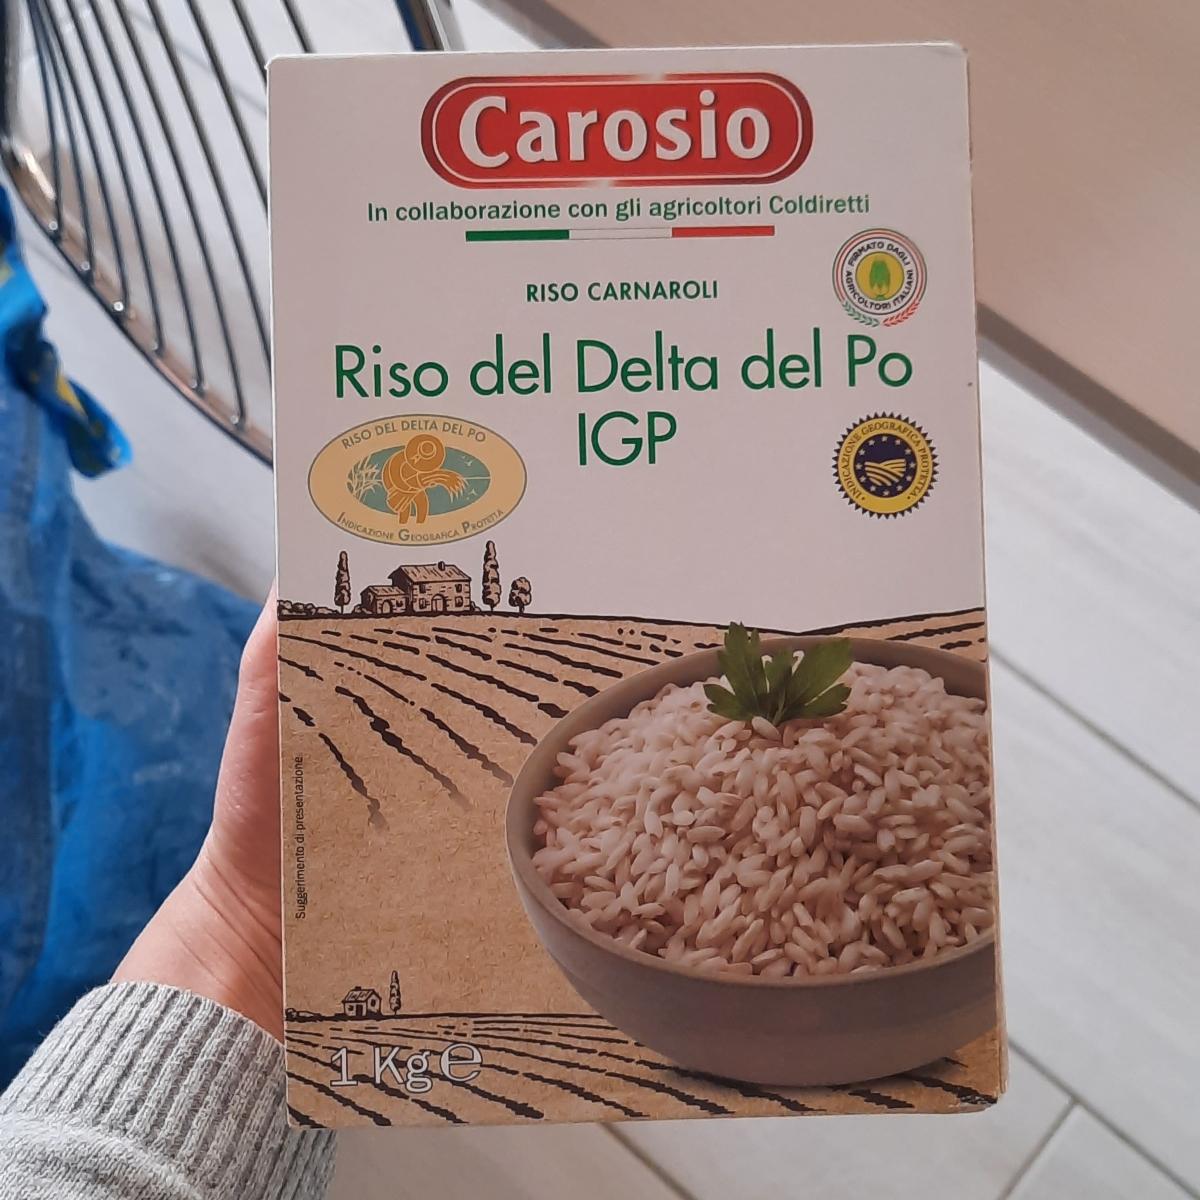 Carosio
In collaborazione con gli agricoltori Coldiretti
FIRMATO DAGLI AGRICOLTORI ITALIANI
RISO CARNAROLI
Riso del Delta del Po
IGP
RISO DEL DELTA DEL PO
INDICAZIONE GEOGRAFICA PROTETTA
INDICAZIONE GEOGRAFICA PROTETTA
Suggerimento di presentazione
1 Kg e